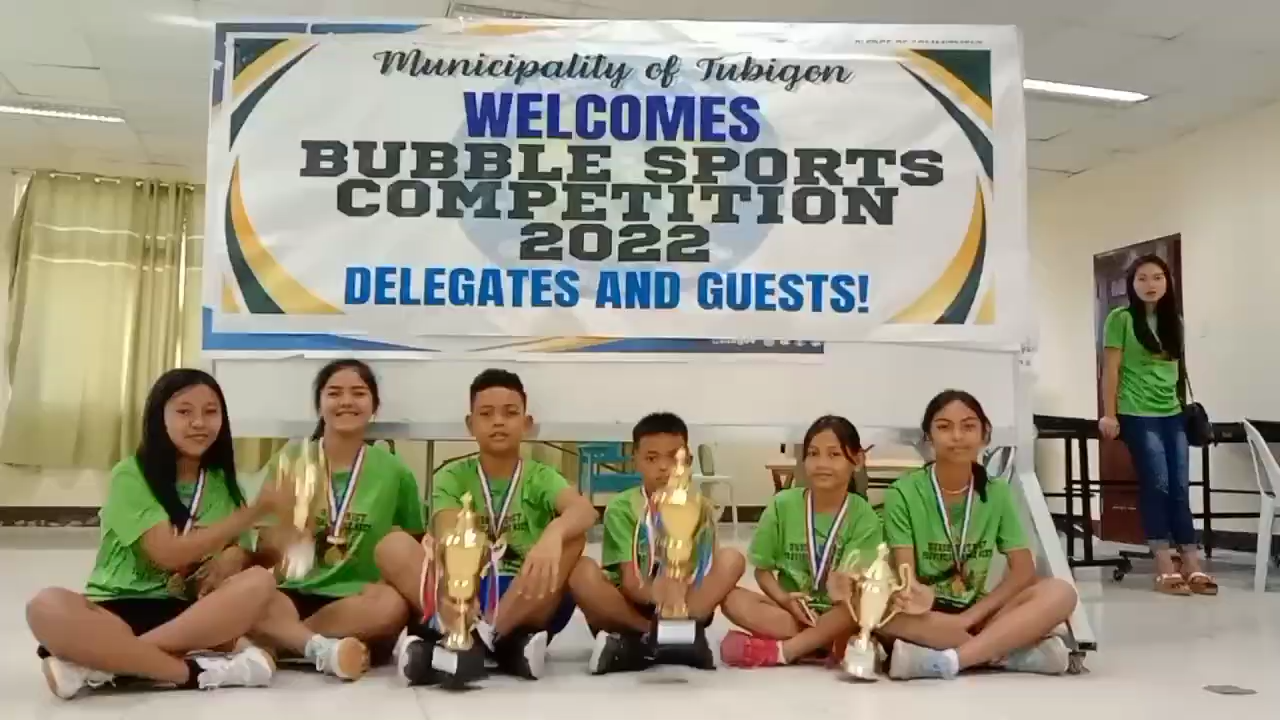 Municipality of Tubigon
WELCOMES
BUBBLE SPORTS
COMPETITION
2022
DELEGATES AND GUESTS!